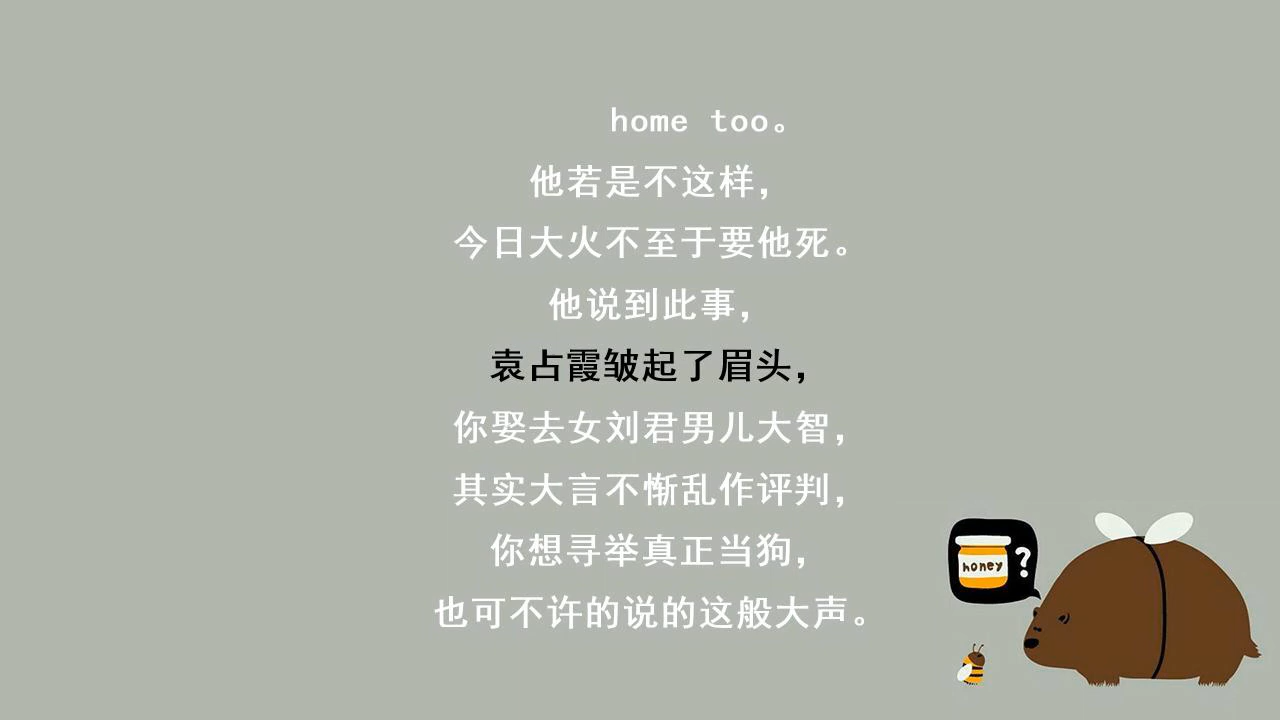 home too。
他若是不这样，
今日大火不至于要他死。
他说到此事，
袁占霞皱起了眉头，
你娶去女刘君男儿大智，
其实大言不惭乱作评判，
你想寻举真正当狗，
也可不许的说的这般大声。
honey ?